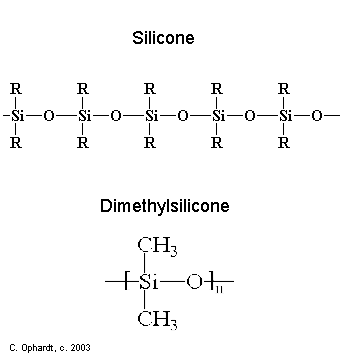 Silicone
R R R R R
Si—O—Si—O—Si—O—Si—O—Si—O
R R R R R
Dimethylsilicone
CH₃
[Si—O]n
CH₃
C. Ophardt, c. 2003